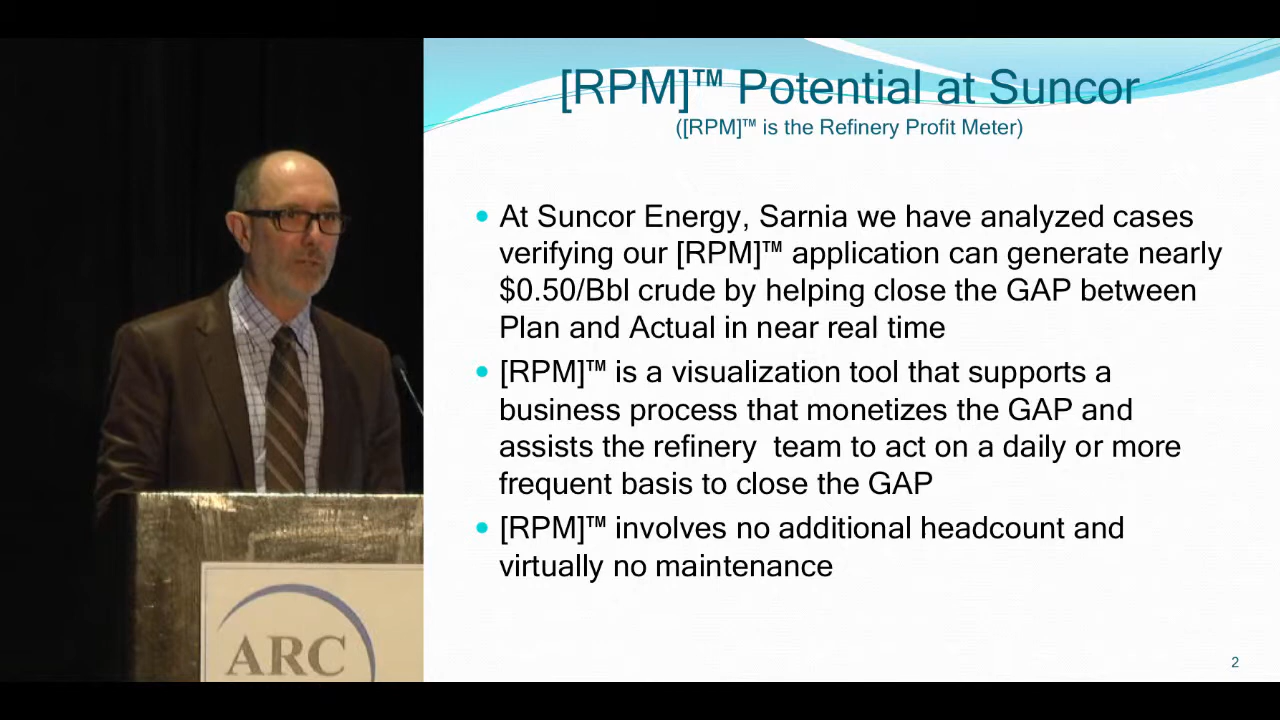 [RPM]™ Potential at Suncor
([RPM]™ is the Refinery Profit Meter)
At Suncor Energy, Sarnia we have analyzed cases
verifying our [RPM]™ application can generate nearly
$0.50/Bbl crude by helping close the GAP between
Plan and Actual in near real time
[RPM]™ is a visualization tool that supports a
business process that monetizes the GAP and
assists the refinery  team to act on a daily or more
frequent basis to close the GAP
[RPM]™ involves no additional headcount and
virtually no maintenance
ARC
2